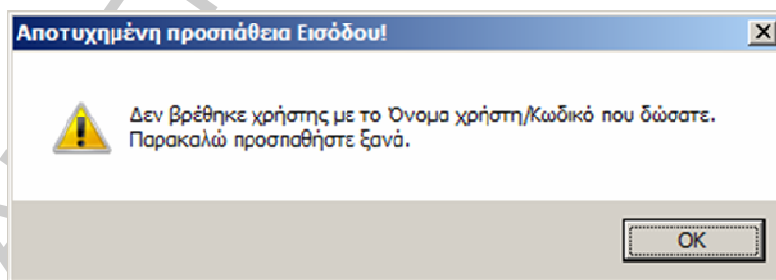 Αποτυχημένη προσπάθεια Εισόδου!
Δεν βρέθηκε χρήστης με το Όνομα χρήστη/Κωδικό που δώσατε.
Παρακαλώ προσπαθήστε ξανά.
OK